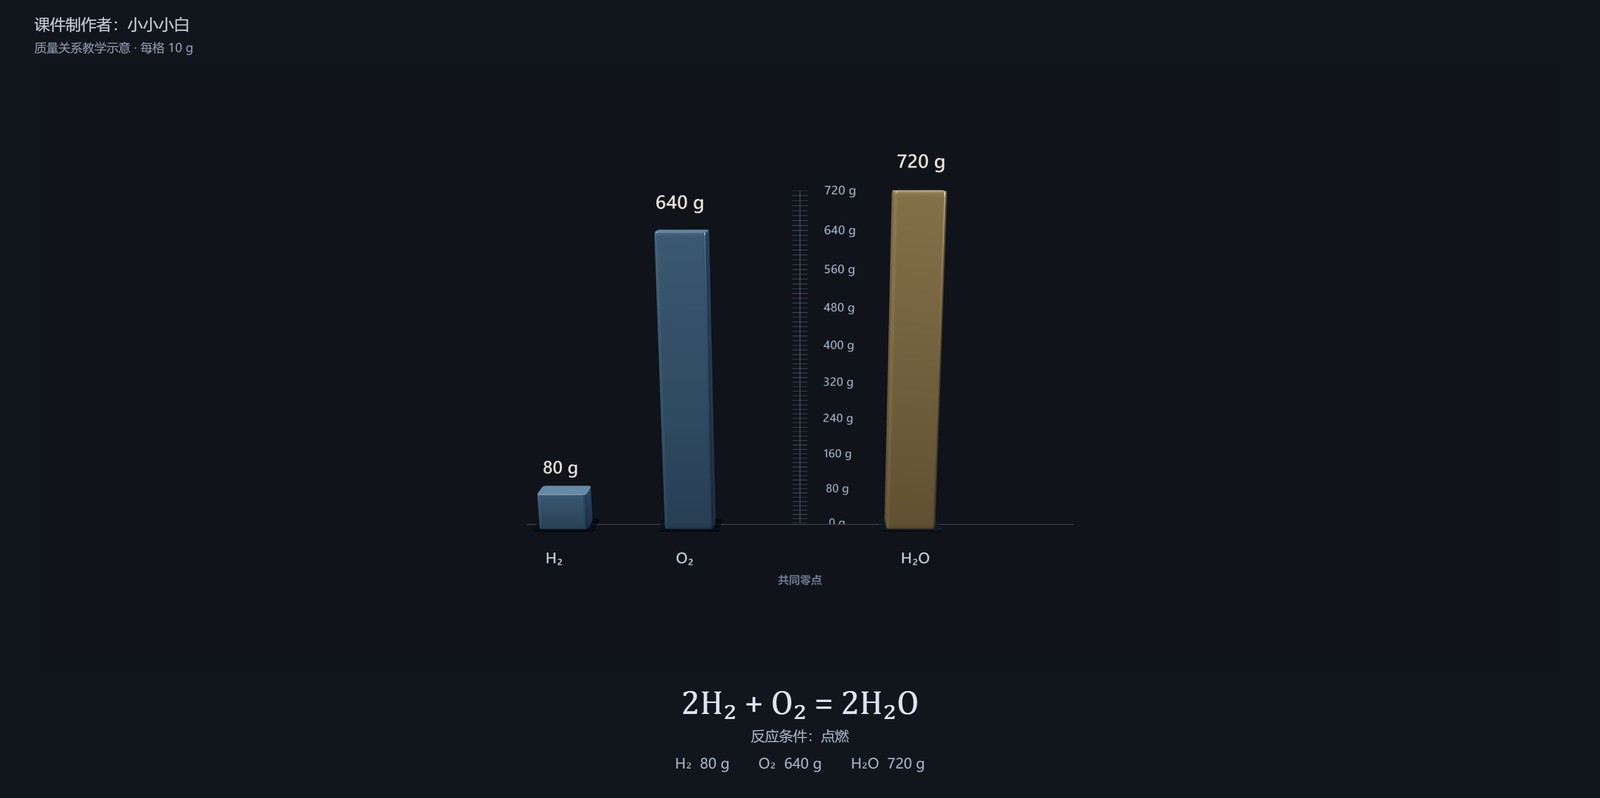 课件制作者：小小小白
质量关系教学示意 · 每格 10 g
720 g
640 g
80 g
720 g
640 g
560 g
480 g
400 g
320 g
240 g
160 g
80 g
0 g
H₂
O₂
H₂O
共同零点
2H₂ + O₂ = 2H₂O
反应条件：点燃
H₂ 80 g O₂ 640 g H₂O 720 g